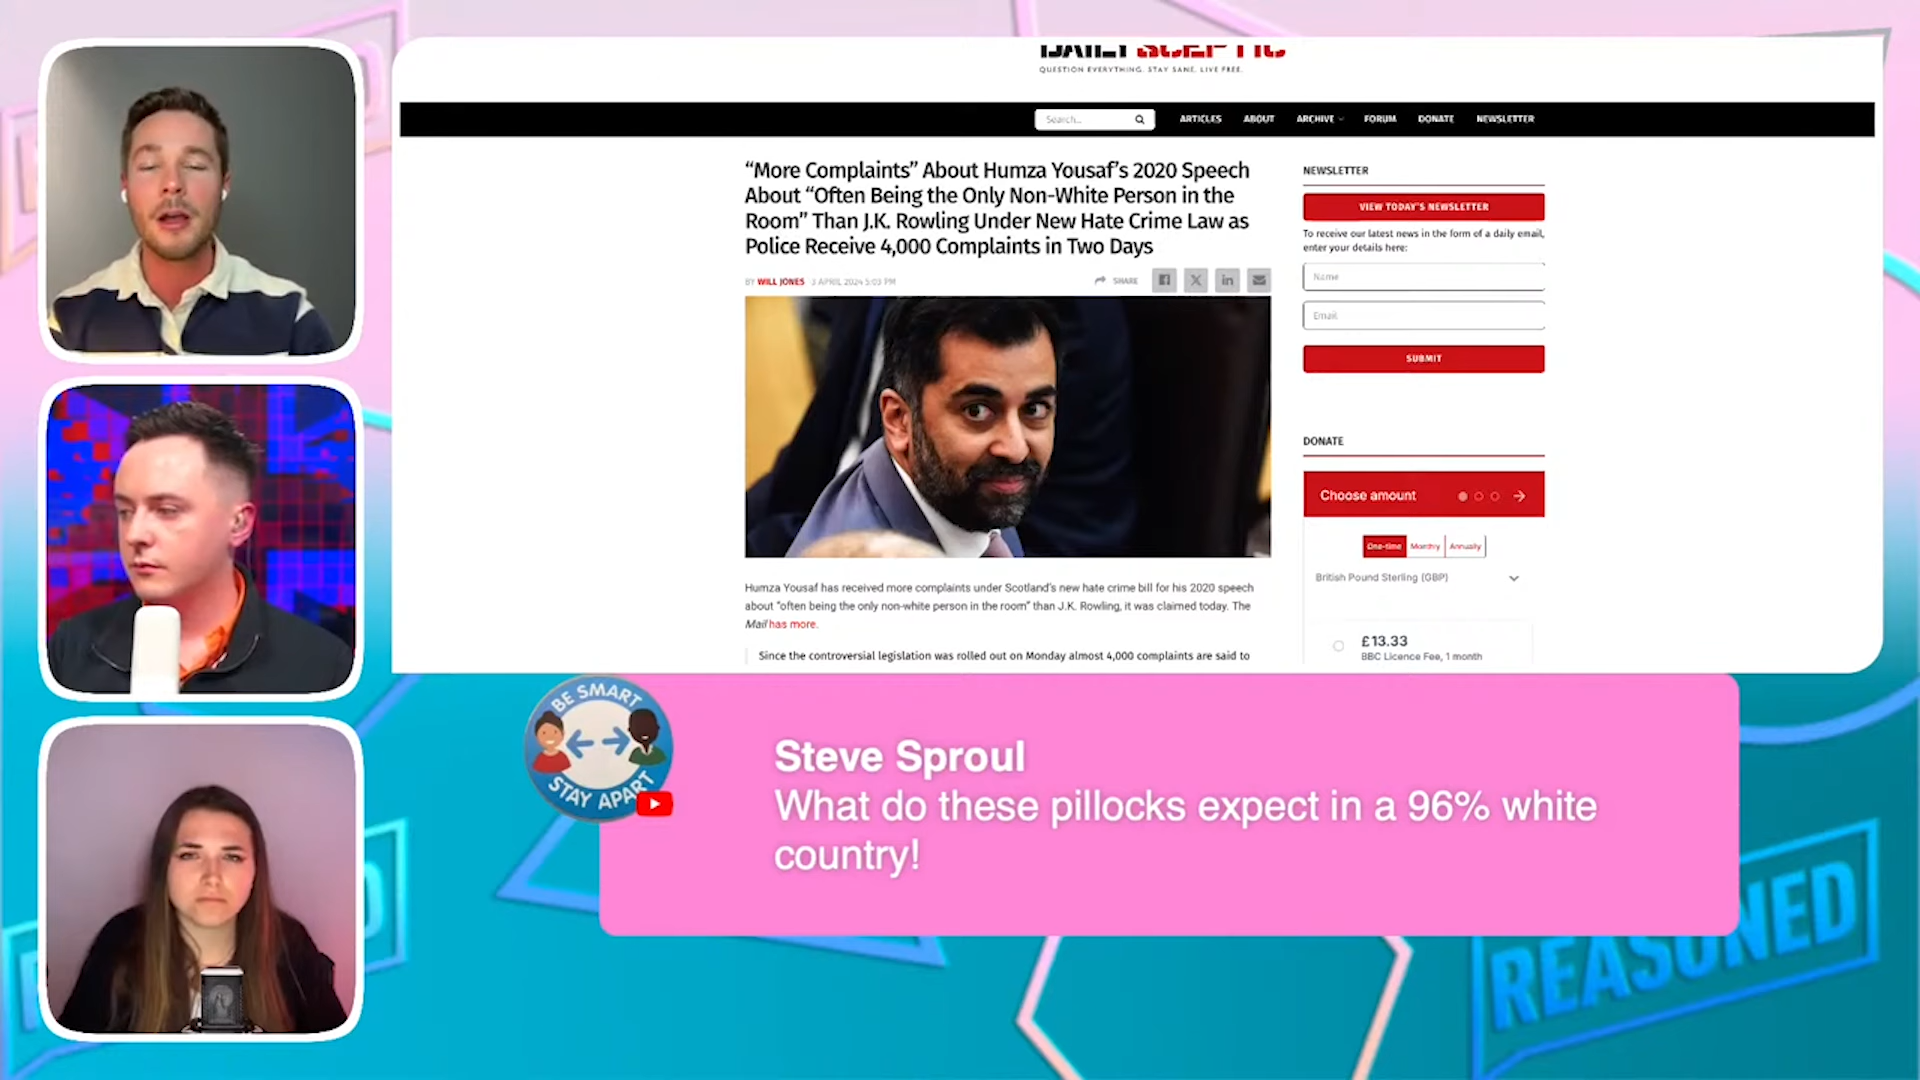 DAILY SCEPTIC
QUESTION EVERYTHING. STAY SANE. LIVE FREE.
Search...
ARTICLES
ABOUT
ARCHIVE
FORUM
DONATE
NEWSLETTER
“More Complaints” About Humza Yousaf’s 2020 Speech
About “Often Being the Only Non-White Person in the
Room” Than J.K. Rowling Under New Hate Crime Law as
Police Receive 4,000 Complaints in Two Days
BY WILL JONES 3 APRIL 2024 5:03 PM
SHARE
Humza Yousaf has received more complaints under Scotland’s new hate crime bill for his 2020 speech
about “often being the only non-white person in the room” than J.K. Rowling, it was claimed today. The
Mail has more.
Since the controversial legislation was rolled out on Monday almost 4,000 complaints are said to
NEWSLETTER
VIEW TODAY’S NEWSLETTER
To receive our latest news in the form of a daily email,
enter your details here:
Name
Email
SUBMIT
DONATE
Choose amount
One-time
Monthly
Annually
British Pound Sterling (GBP)
£13.33
BBC Licence Fee, 1 month
BE SMART
STAY APART
Steve Sproul
What do these pillocks expect in a 96% white
country!
REASONED